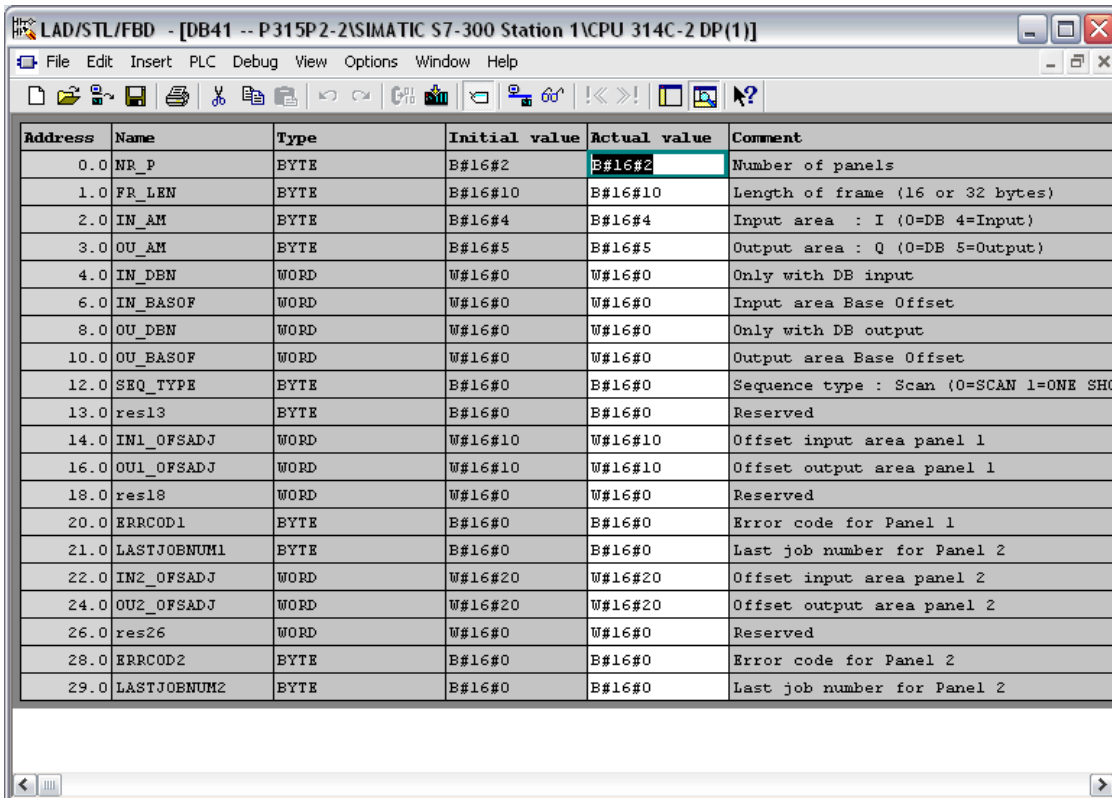 LAD/STL/FBD - [DB41 -- P315P2-2\SIMATIC S7-300 Station 1\CPU 314C-2 DP(1)]
File Edit Insert PLC Debug View Options Window Help
Address Name Type Initial value Actual value Comment
0.0 NR_P BYTE B#16#2 B#16#2 Number of panels
1.0 FR_LEN BYTE B#16#10 B#16#10 Length of frame (16 or 32 bytes)
2.0 IN_AM BYTE B#16#4 B#16#4 Input area : I (0=DB 4=Input)
3.0 OU_AM BYTE B#16#5 B#16#5 Output area : Q (0=DB 5=Output)
4.0 IN_DBN WORD W#16#0 W#16#0 Only with DB input
6.0 IN_BASOF WORD W#16#0 W#16#0 Input area Base Offset
8.0 OU_DBN WORD W#16#0 W#16#0 Only with DB output
10.0 OU_BASOF WORD W#16#0 W#16#0 Output area Base Offset
12.0 SEQ_TYPE BYTE B#16#0 B#16#0 Sequence type : Scan (0=SCAN 1=ONE SHO
13.0 res13 BYTE B#16#0 B#16#0 Reserved
14.0 IN1_OFSADJ WORD W#16#10 W#16#10 Offset input area panel 1
16.0 OU1_OFSADJ WORD W#16#10 W#16#10 Offset output area panel 1
18.0 res18 WORD W#16#0 W#16#0 Reserved
20.0 ERRCOD1 BYTE B#16#0 B#16#0 Error code for Panel 1
21.0 LASTJOBNUM1 BYTE B#16#0 B#16#0 Last job number for Panel 2
22.0 IN2_OFSADJ WORD W#16#20 W#16#20 Offset input area panel 2
24.0 OU2_OFSADJ WORD W#16#20 W#16#20 Offset output area panel 2
26.0 res26 WORD W#16#0 W#16#0 Reserved
28.0 ERRCOD2 BYTE B#16#0 B#16#0 Error code for Panel 2
29.0 LASTJOBNUM2 BYTE B#16#0 B#16#0 Last job number for Panel 2